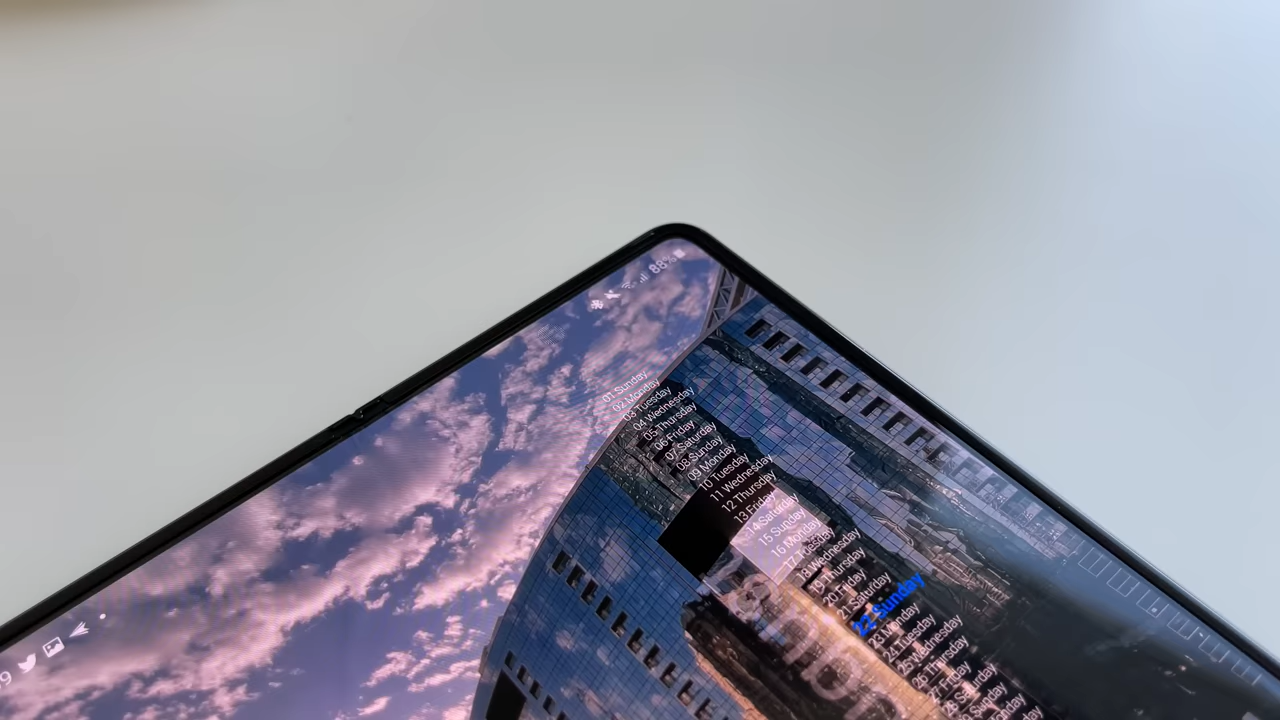 88%
01 Sunday
02 Monday
03 Tuesday
04 Wednesday
05 Thursday
06 Friday
07 Saturday
08 Sunday
09 Monday
10 Tuesday
11 Wednesday
12 Thursday
13 Friday
14 Saturday
15 Sunday
16 Monday
17 Tuesday
18 Wednesday
19 Thursday
20 Friday
21 Saturday
22 Sunday
23 Monday
24 Tuesday
25 Wednesday
26 Thursday
27 Friday
28 Saturday
Sunday